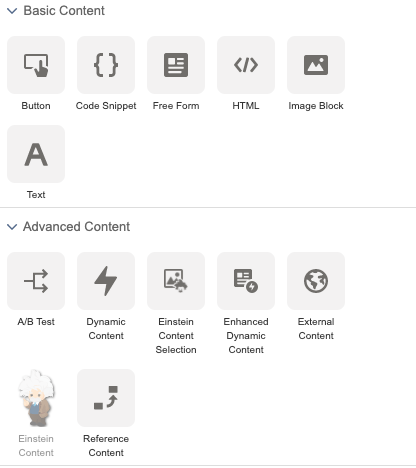 Basic Content
Button
Code Snippet
Free Form
HTML
Image Block
A
Text
Advanced Content
A/B Test
Dynamic
Content
Einstein
Content
Selection
Enhanced
Dynamic
Content
External
Content
Einstein
Content
Reference
Content